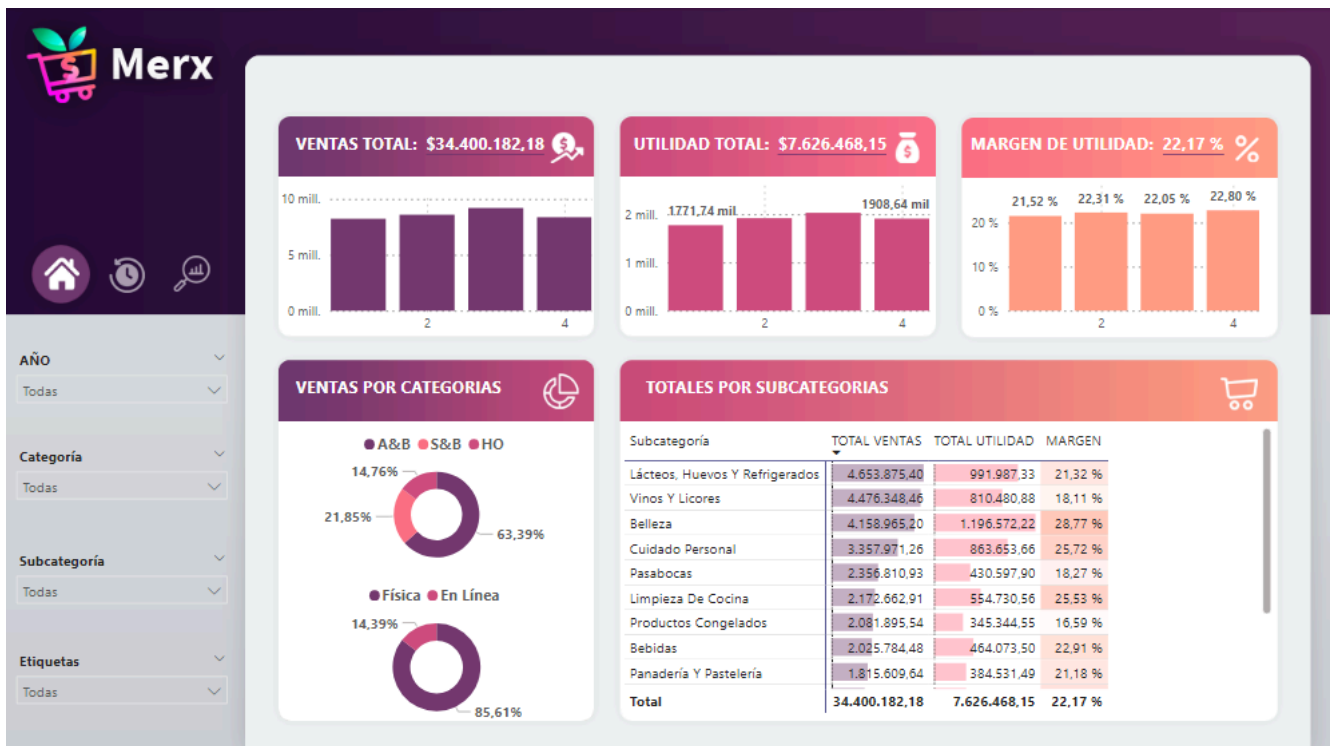 Merx
VENTAS TOTAL: $34.400.182,18
UTILIDAD TOTAL: $7.626.468,15
MARGEN DE UTILIDAD: 22,17 %
10 mill.
5 mill.
0 mill.
2 4
1771,74 mil
1908,64 mil
2 mill.
1 mill.
0 mill.
2 4
21,52 % 22,31 % 22,05 % 22,80 %
20 %
10 %
0 %
2 4
AÑO
Todas
Categoría
Todas
Subcategoría
Todas
Etiquetas
Todas
VENTAS POR CATEGORIAS
A&B S&B HO
14,76%
21,85%
63,39%
Física En Línea
14,39%
85,61%
TOTALES POR SUBCATEGORIAS
Subcategoría TOTAL VENTAS TOTAL UTILIDAD MARGEN
Lácteos, Huevos Y Refrigerados 4.653.875,40 991.987,33 21,32 %
Vinos Y Licores 4.476.348,46 810.480,88 18,11 %
Belleza 4.158.965,20 1.196.572,22 28,77 %
Cuidado Personal 3.357.971,26 863.653,66 25,72 %
Pasabocas 2.356.810,93 430.597,90 18,27 %
Limpieza De Cocina 2.172.662,91 554.730,56 25,53 %
Productos Congelados 2.081.895,54 345.344,55 16,59 %
Bebidas 2.025.784,48 464.073,50 22,91 %
Panadería Y Pastelería 1.815.609,64 384.531,49 21,18 %
Total 34.400.182,18 7.626.468,15 22,17 %